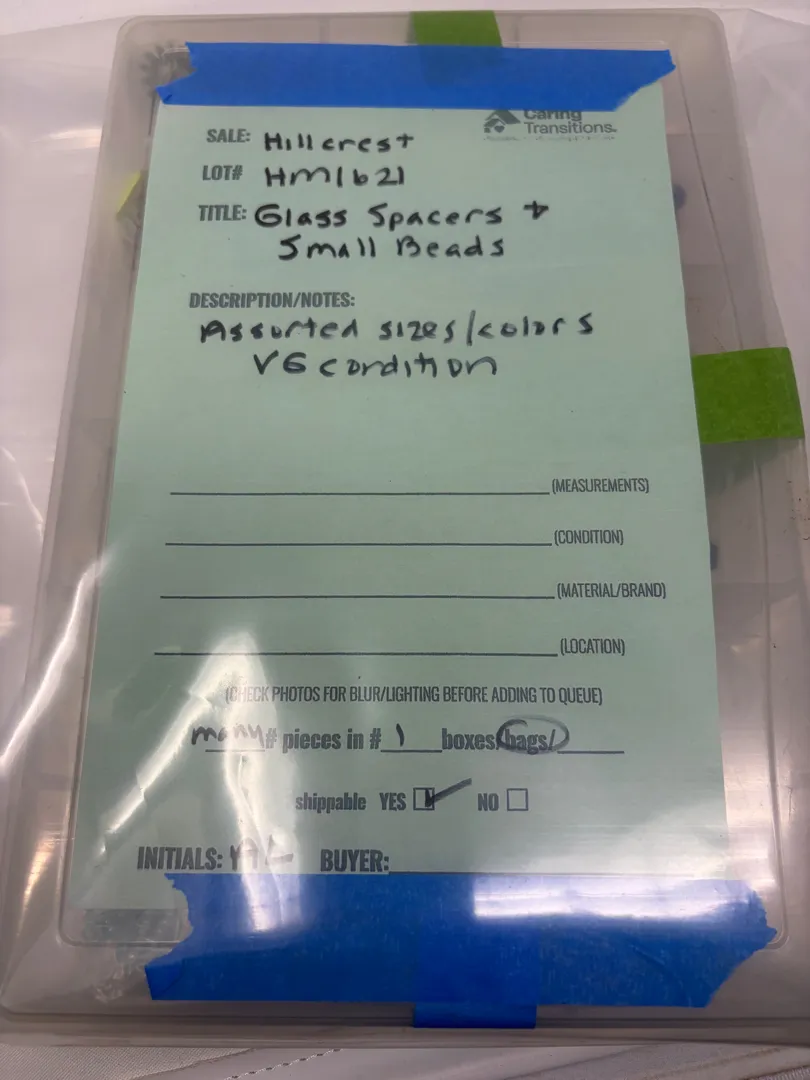 Caring
Transitions.
SALE: Hillcrest
LOT# HM1621
TITLE: Glass Spacers +
Small Beads
DESCRIPTION/NOTES:
Assorted sizes/colors
VG condition
(MEASUREMENTS)
(CONDITION)
(MATERIAL/BRAND)
(LOCATION)
(CHECK PHOTOS FOR BLUR/LIGHTING BEFORE ADDING TO QUEUE)
many # pieces in # 1 boxes/bags/
shippable YES NO
INITIALS: BUYER: